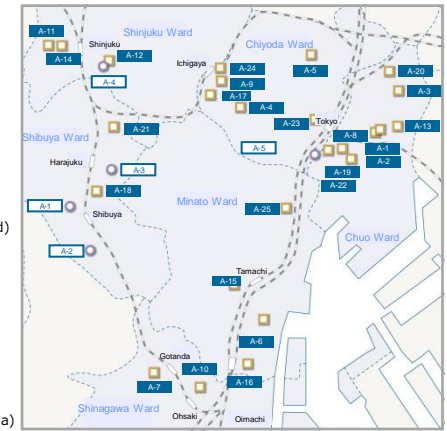 A-11
Shinjuku Ward
Shinjuku
A-14
A-12
A-4
Chiyoda Ward
Ichigaya
A-24
A-9
A-17
A-4
A-5
A-20
A-3
A-23
Tokyo
A-8
A-13
A-1
A-2
A-19
A-22
A-5
A-21
Shibuya Ward
Harajuku
A-3
A-18
A-1
Shibuya
Minato Ward
A-25
Chuo Ward
d)
A-2
Tamachi
A-15
A-6
Gotanda
A-10
A-7
A-16
Shinagawa Ward
Ohsaki
Oimachi
a)